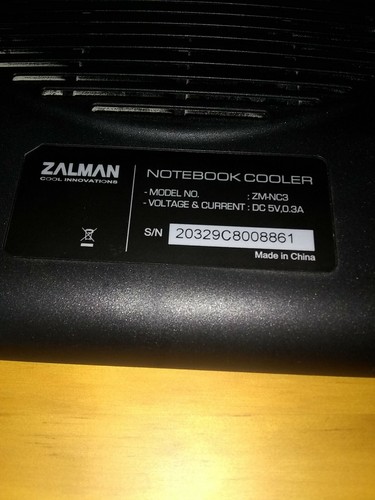 ZALMAN
COOL INNOVATIONS
NOTEBOOK COOLER
- MODEL NO. : ZM-NC3
- VOLTAGE & CURRENT : DC 5V,0.3A
S/N 20329C8008861
Made in China